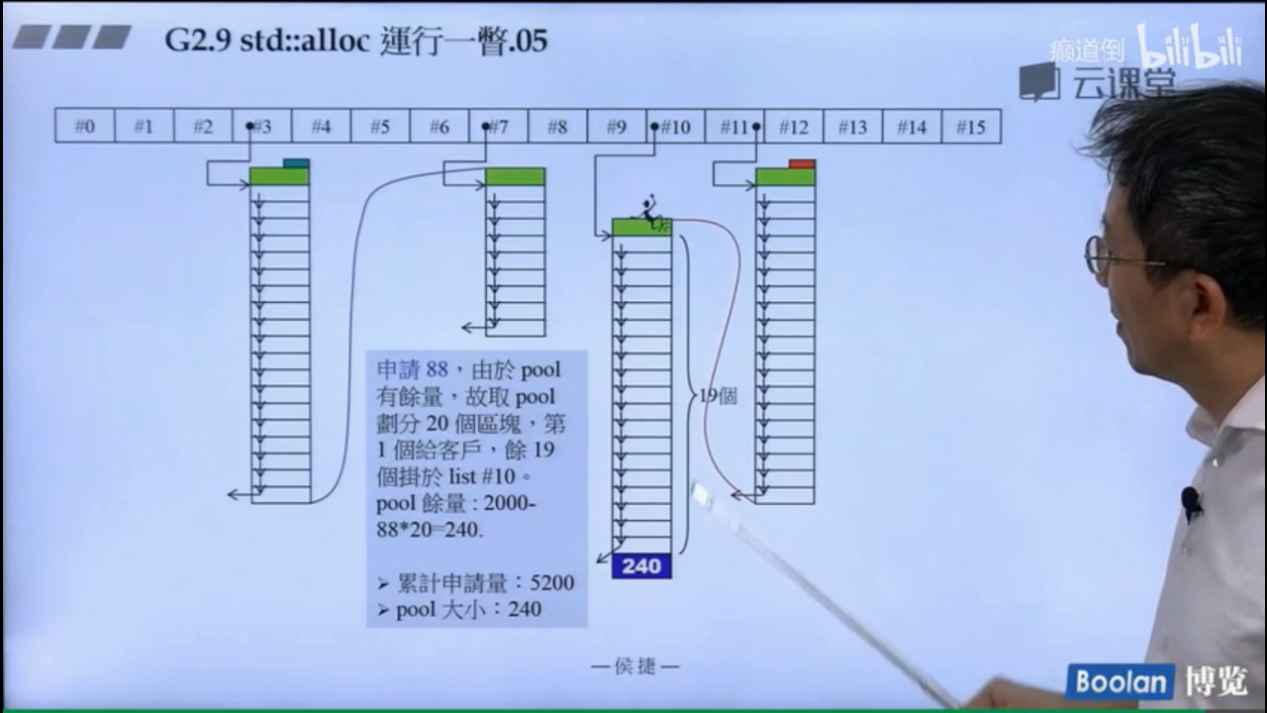 G2.9 std::alloc 運行一瞥.05
癫道倒 bilibili
云课堂
#0 #1 #2 #3 #4 #5 #6 #7 #8 #9 #10 #11 #12 #13 #14 #15
申請 88，由於 pool
有餘量，故取 pool
劃分 20 個區塊，第
1 個給客戶，餘 19
個掛於 list #10。
pool 餘量：2000-
88*20=240.
➢ 累計申請量：5200
➢ pool 大小：240
19個
240
—侯捷—
Boolan 博览